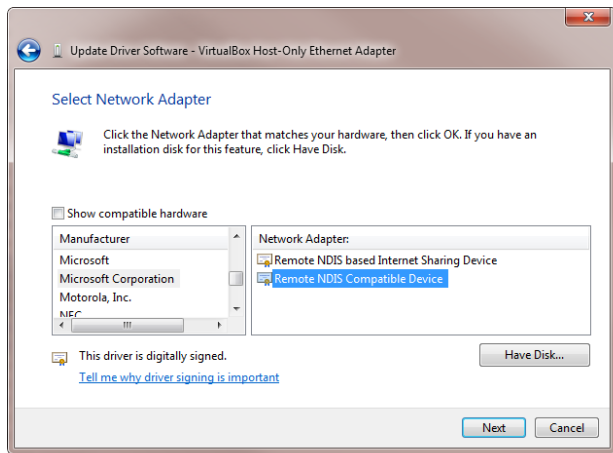 Update Driver Software - VirtualBox Host-Only Ethernet Adapter
Select Network Adapter
Click the Network Adapter that matches your hardware, then click OK. If you have an
installation disk for this feature, click Have Disk.
Show compatible hardware
Manufacturer
Microsoft
Microsoft Corporation
Motorola, Inc.
NEC
Network Adapter:
Remote NDIS based Internet Sharing Device
Remote NDIS Compatible Device
This driver is digitally signed.
Tell me why driver signing is important
Have Disk...
Next
Cancel